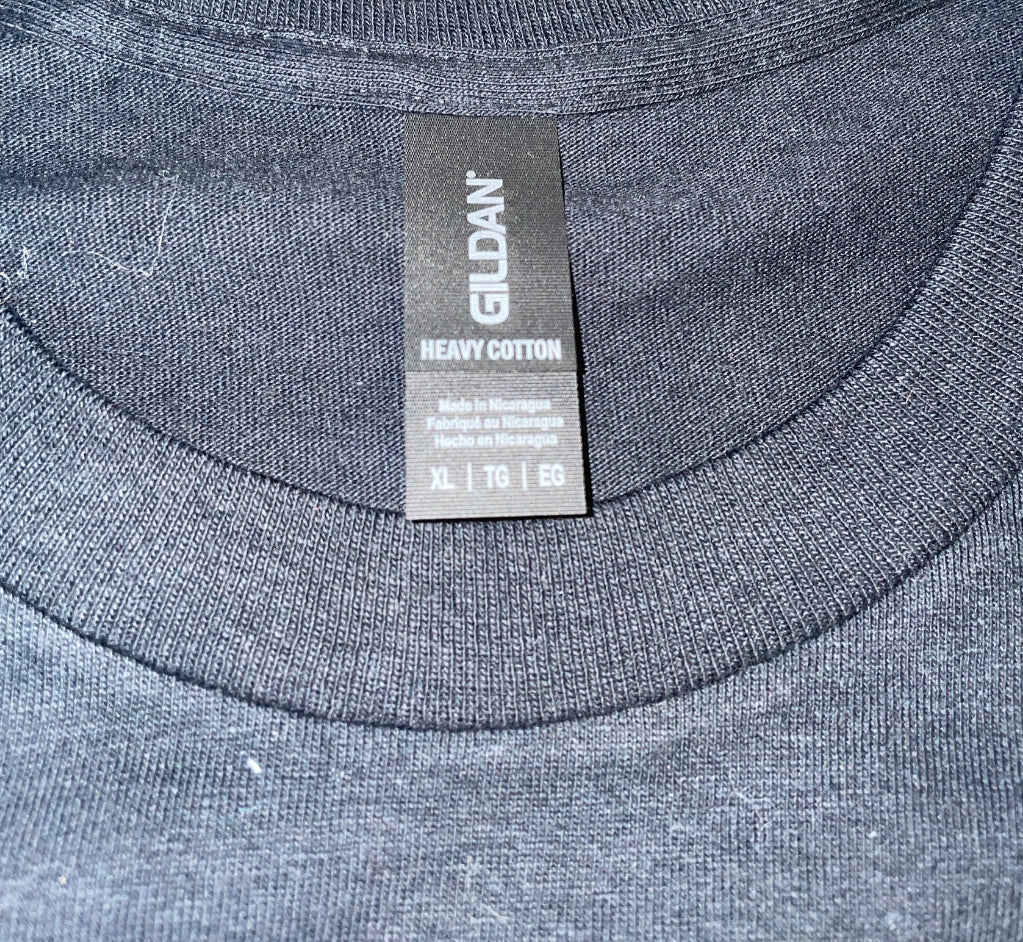 GILDAN®
HEAVY COTTON
Made in Nicaragua
Fabriqué au Nicaragua
Hecho en Nicaragua
XL | TG | EG